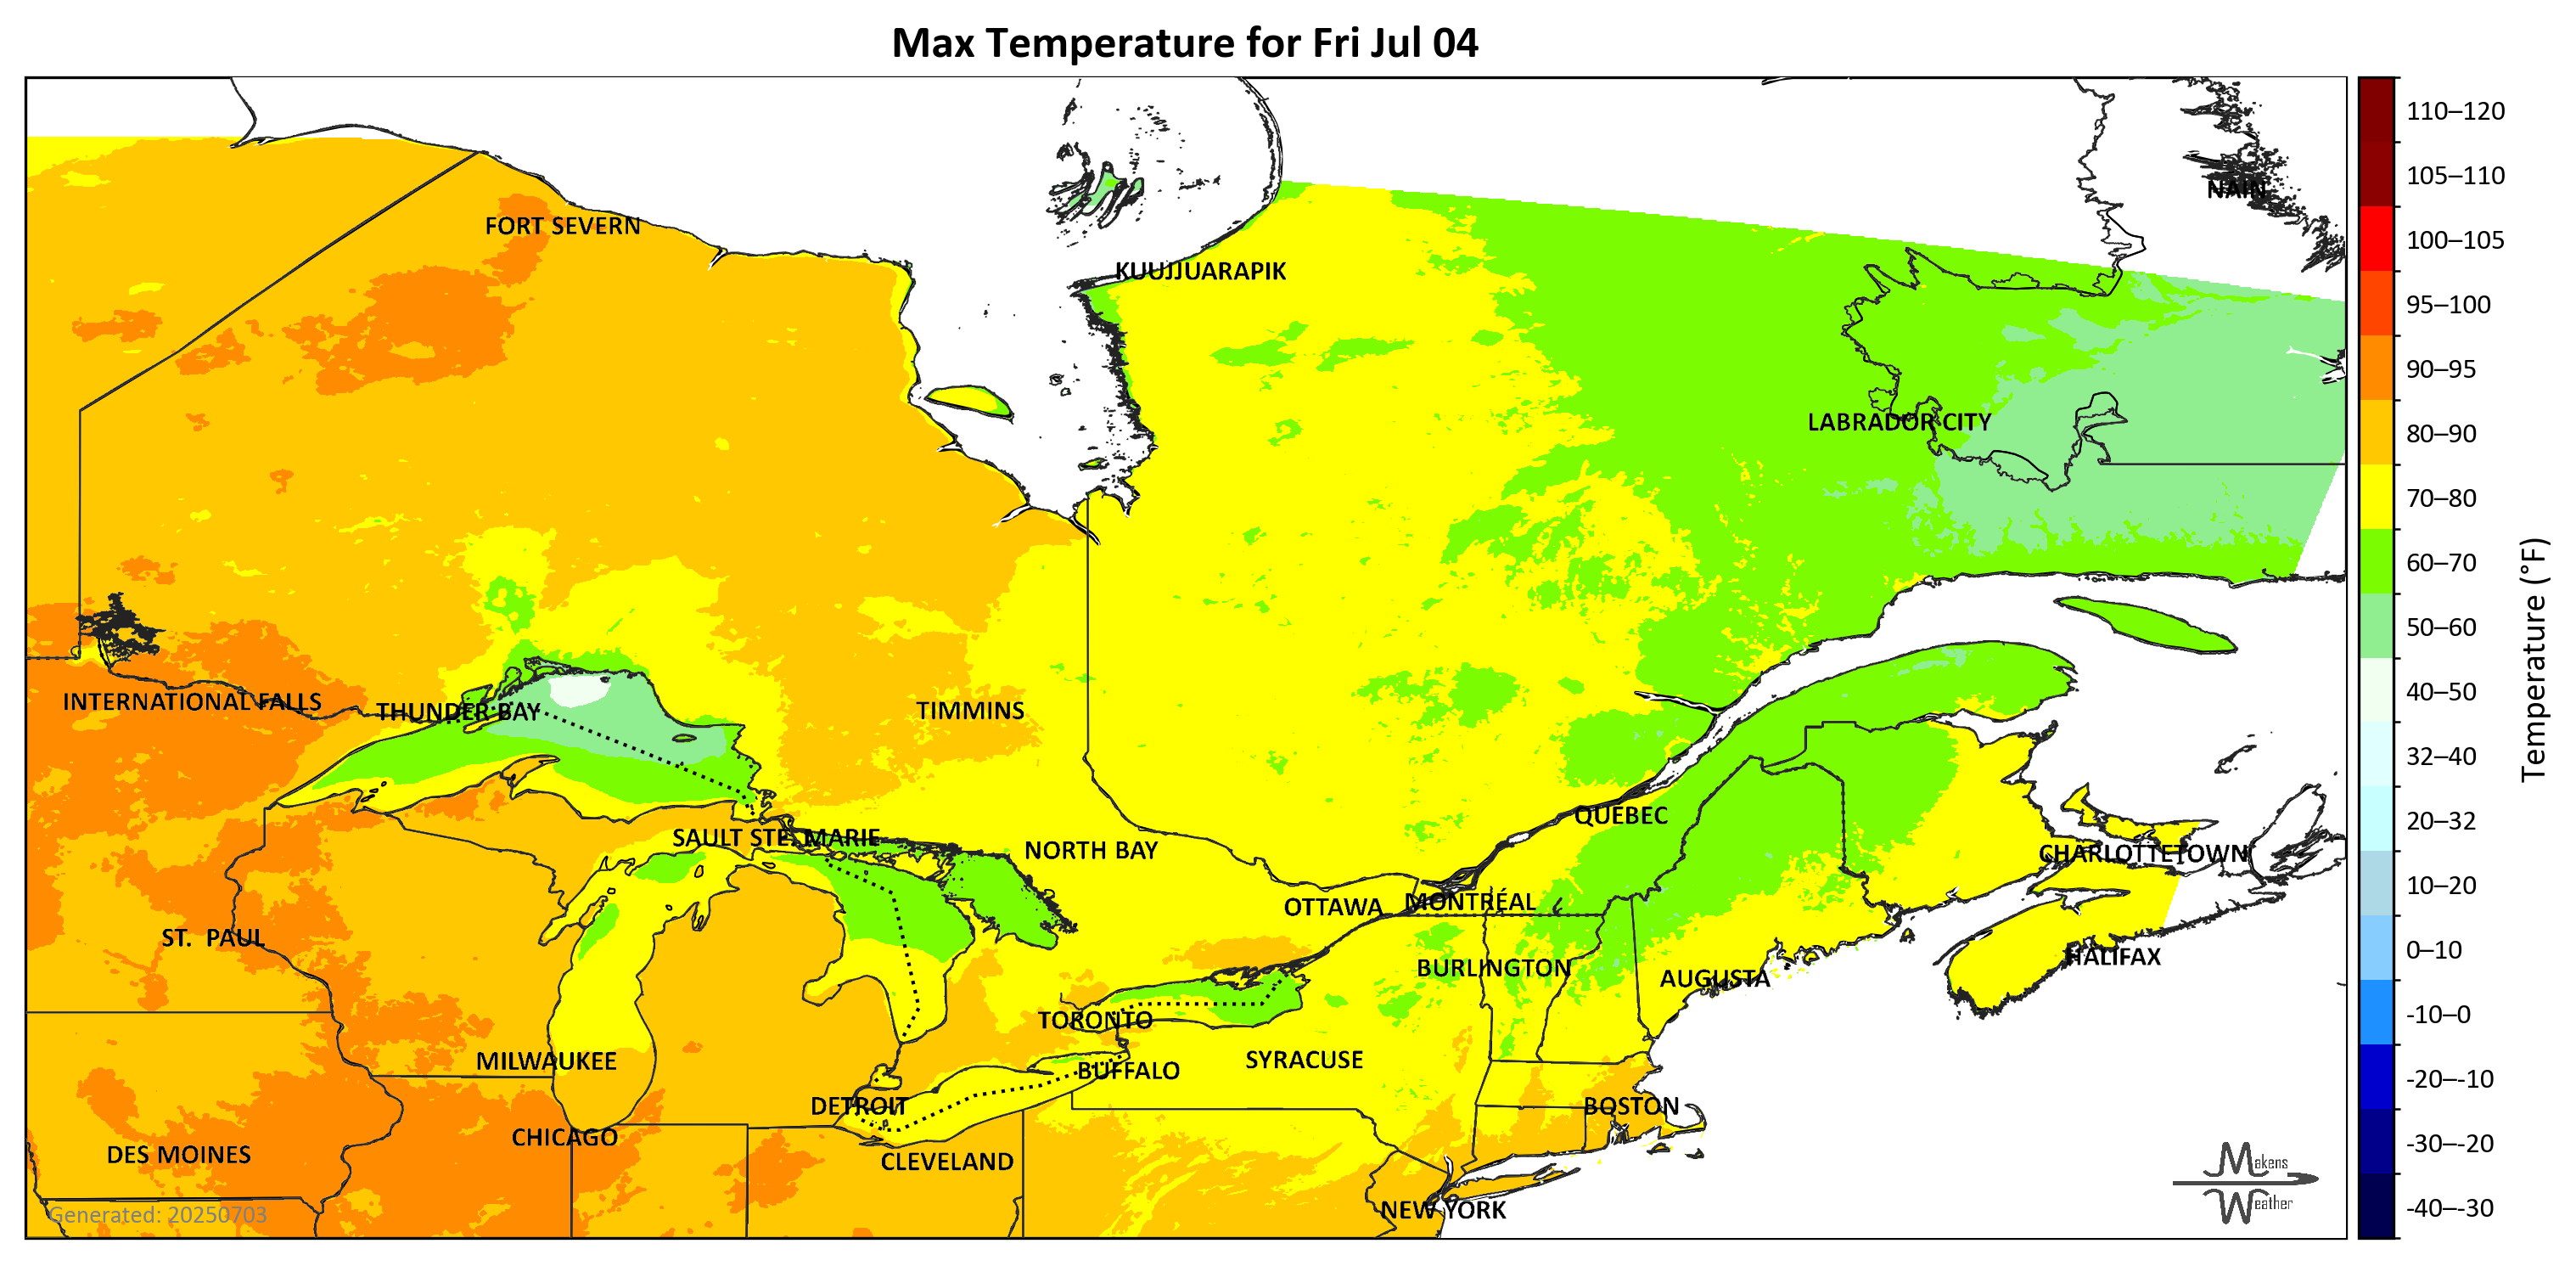 Max Temperature for Fri Jul 04
NAIN
FORT SEVERN
KUUJJUARAPIK
LABRADOR CITY
INTERNATIONAL FALLS
THUNDER BAY
TIMMINS
QUEBEC
SAULT STE. MARIE
NORTH BAY
CHARLOTTETOWN
OTTAWA
MONTRÉAL
ST. PAUL
BURLINGTON
HALIFAX
AUGUSTA
TORONTO
MILWAUKEE
SYRACUSE
BUFFALO
DETROIT
BOSTON
CHICAGO
DES MOINES
CLEVELAND
NEW YORK
Generated: 20250703
Makens
Weather
110–120
105–110
100–105
95–100
90–95
80–90
70–80
60–70
50–60
40–50
32–40
20–32
10–20
0–10
-10–0
-20–-10
-30–-20
-40–-30
Temperature (°F)